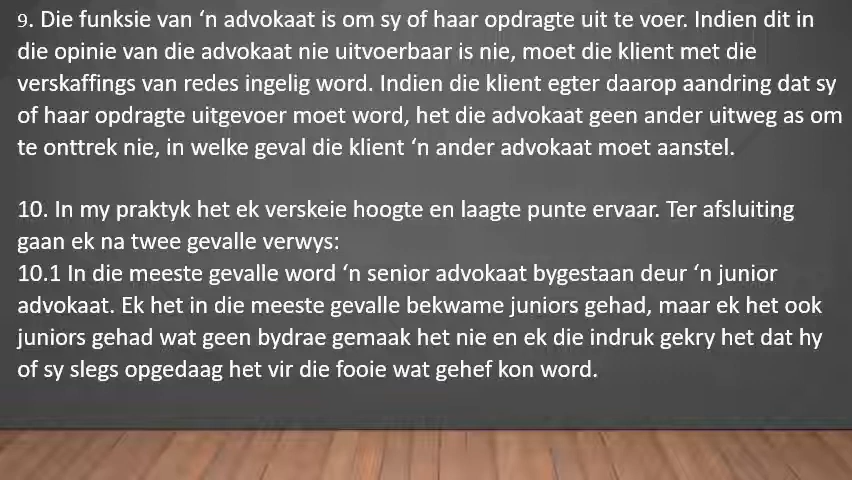 9. Die funksie van ‘n advokaat is om sy of haar opdragte uit te voer. Indien dit in
die opinie van die advokaat nie uitvoerbaar is nie, moet die klient met die
verskaffings van redes ingelig word. Indien die klient egter daarop aandring dat sy
of haar opdragte uitgevoer moet word, het die advokaat geen ander uitweg as om
te onttrek nie, in welke geval die klient ‘n ander advokaat moet aanstel.
10. In my praktyk het ek verskeie hoogte en laagte punte ervaar. Ter afsluiting
gaan ek na twee gevalle verwys:
10.1 In die meeste gevalle word ‘n senior advokaat bygestaan deur ‘n junior
advokaat. Ek het in die meeste gevalle bekwame juniors gehad, maar ek het ook
juniors gehad wat geen bydrae gemaak het nie en ek die indruk gekry het dat hy
of sy slegs opgedaag het vir die fooie wat gehef kon word.